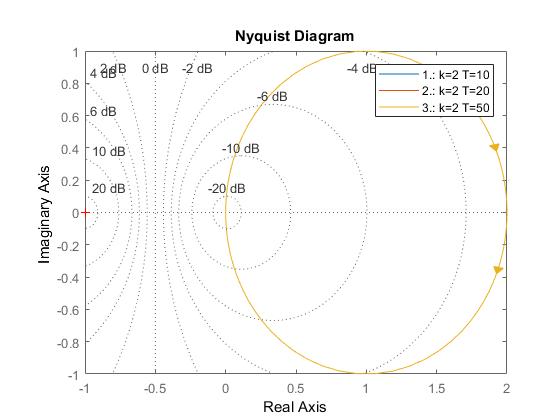 Nyquist Diagram
4 dB
2 dB
0 dB
-2 dB
-4 dB
6 dB
-6 dB
10 dB
-10 dB
20 dB
-20 dB
1.: k=2 T=10
2.: k=2 T=20
3.: k=2 T=50
1
0.8
0.6
0.4
0.2
0
-0.2
-0.4
-0.6
-0.8
-1
Imaginary Axis
-1
-0.5
0
0.5
1
1.5
2
Real Axis